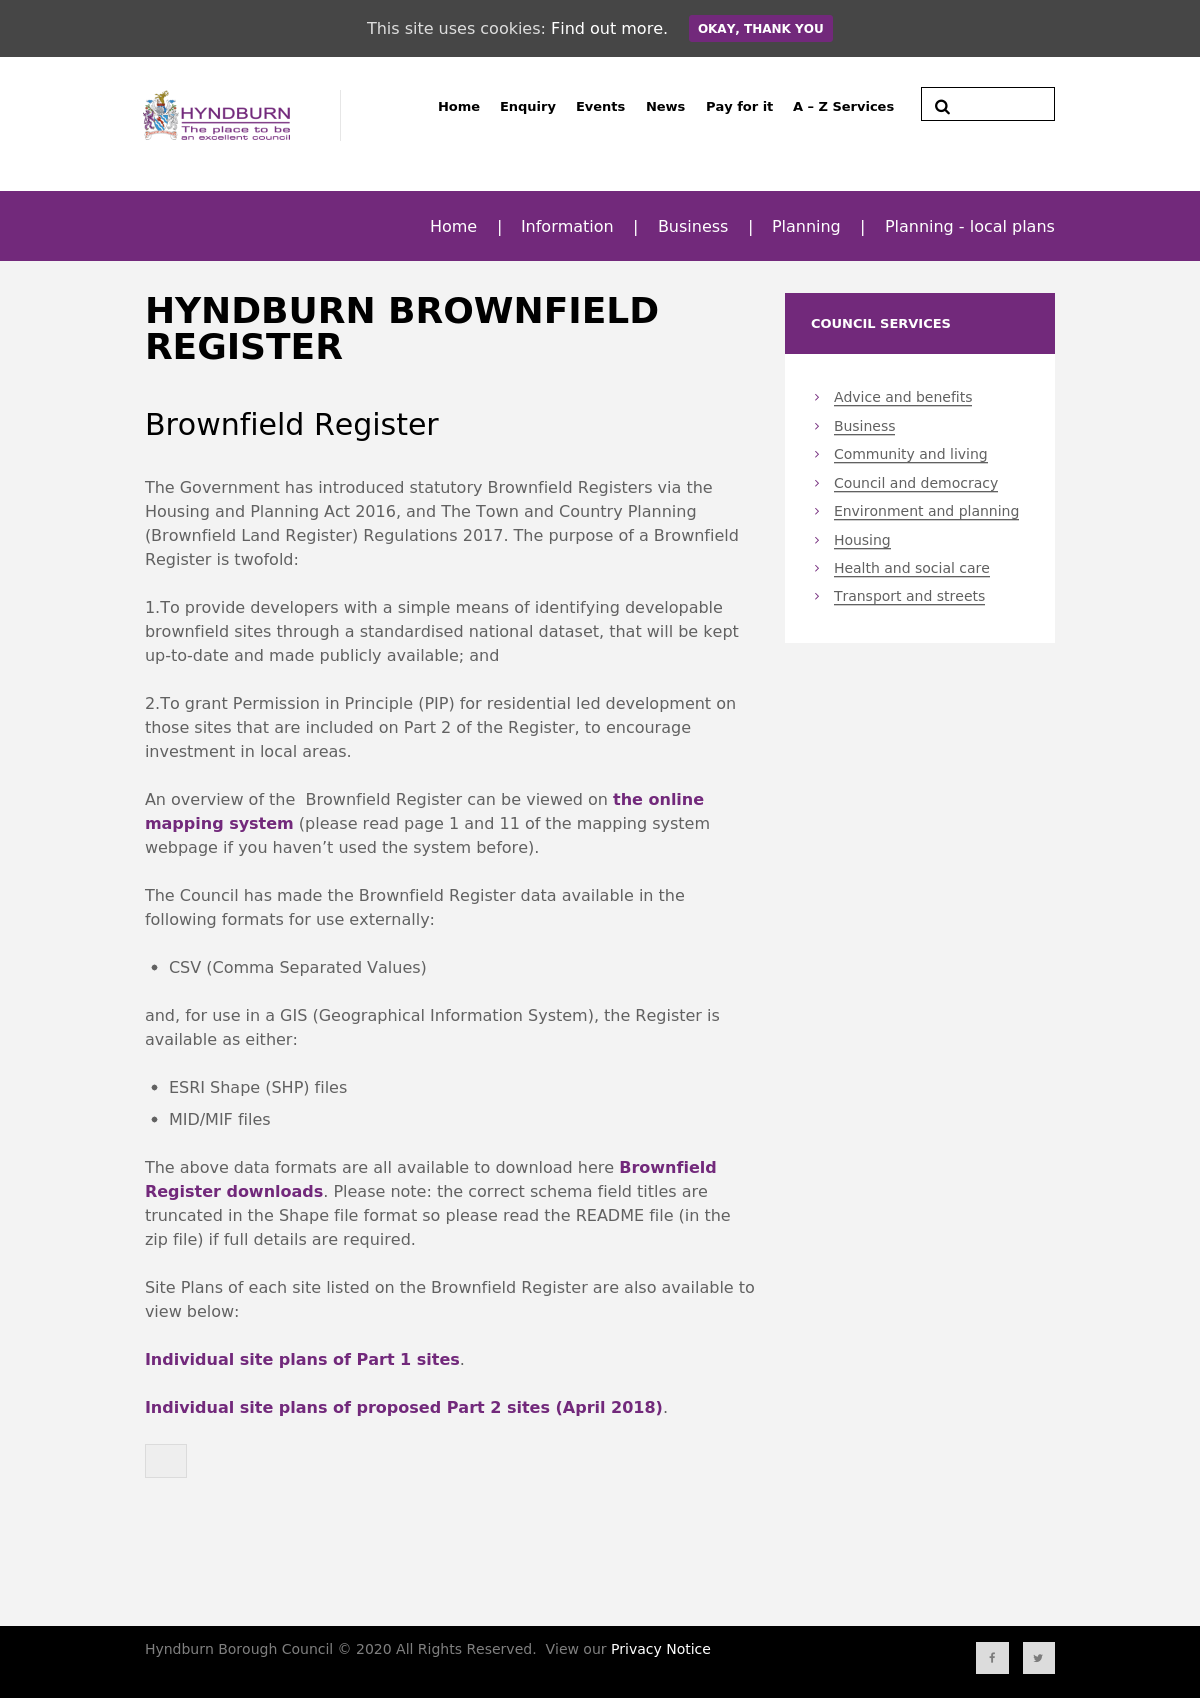 This site uses cookies: Find out more. OKAY, THANK YOU
HYNDBURN
The place to be
an excellent council
Home Enquiry Events News Pay for it A – Z Services
Home | Information | Business | Planning | Planning - local plans
HYNDBURN BROWNFIELD
REGISTER
Brownfield Register
The Government has introduced statutory Brownfield Registers via the
Housing and Planning Act 2016, and The Town and Country Planning
(Brownfield Land Register) Regulations 2017. The purpose of a Brownfield
Register is twofold:
1.To provide developers with a simple means of identifying developable
brownfield sites through a standardised national dataset, that will be kept
up-to-date and made publicly available; and
2.To grant Permission in Principle (PIP) for residential led development on
those sites that are included on Part 2 of the Register, to encourage
investment in local areas.
An overview of the  Brownfield Register can be viewed on the online
mapping system (please read page 1 and 11 of the mapping system
webpage if you haven’t used the system before).
The Council has made the Brownfield Register data available in the
following formats for use externally:
• CSV (Comma Separated Values)
and, for use in a GIS (Geographical Information System), the Register is
available as either:
• ESRI Shape (SHP) files
• MID/MIF files
The above data formats are all available to download here Brownfield
Register downloads. Please note: the correct schema field titles are
truncated in the Shape file format so please read the README file (in the
zip file) if full details are required.
Site Plans of each site listed on the Brownfield Register are also available to
view below:
Individual site plans of Part 1 sites.
Individual site plans of proposed Part 2 sites (April 2018).
COUNCIL SERVICES
Advice and benefits
Business
Community and living
Council and democracy
Environment and planning
Housing
Health and social care
Transport and streets
Hyndburn Borough Council © 2020 All Rights Reserved.  View our Privacy Notice